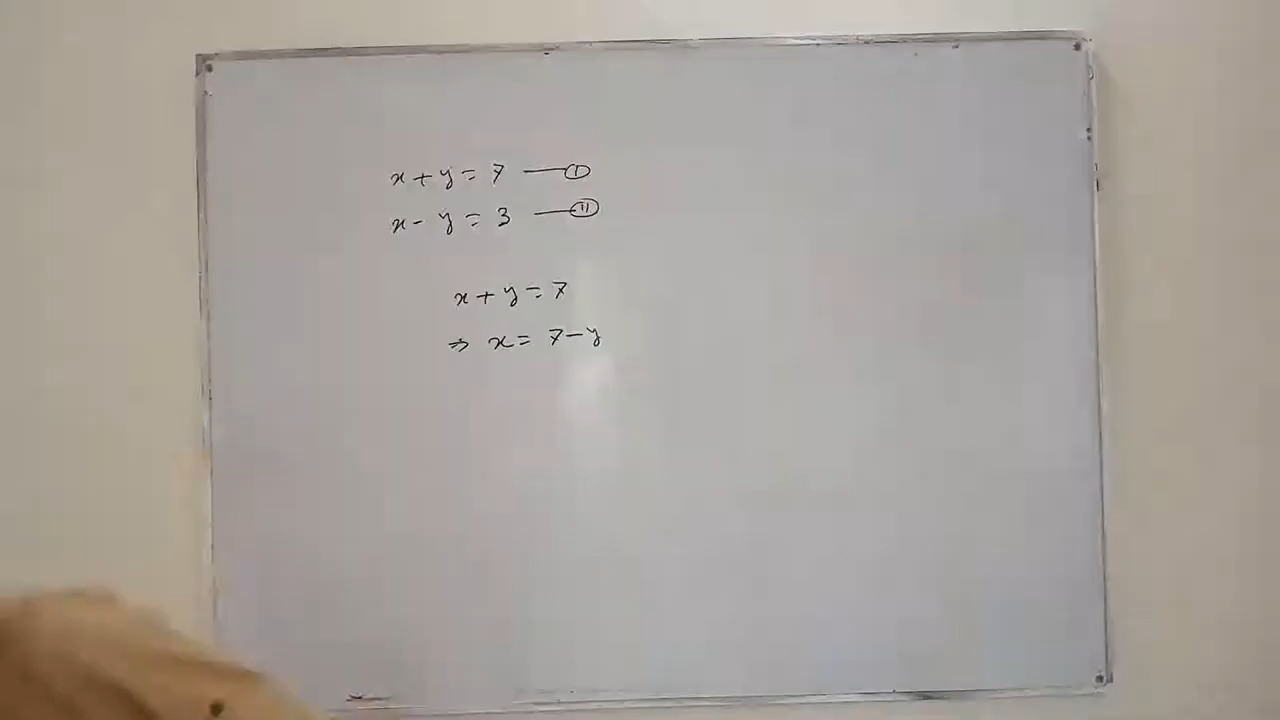 x + y = 7 —— (I)
x - y = 3 —— (II)
x + y = 7
⇒ x = 7 - y